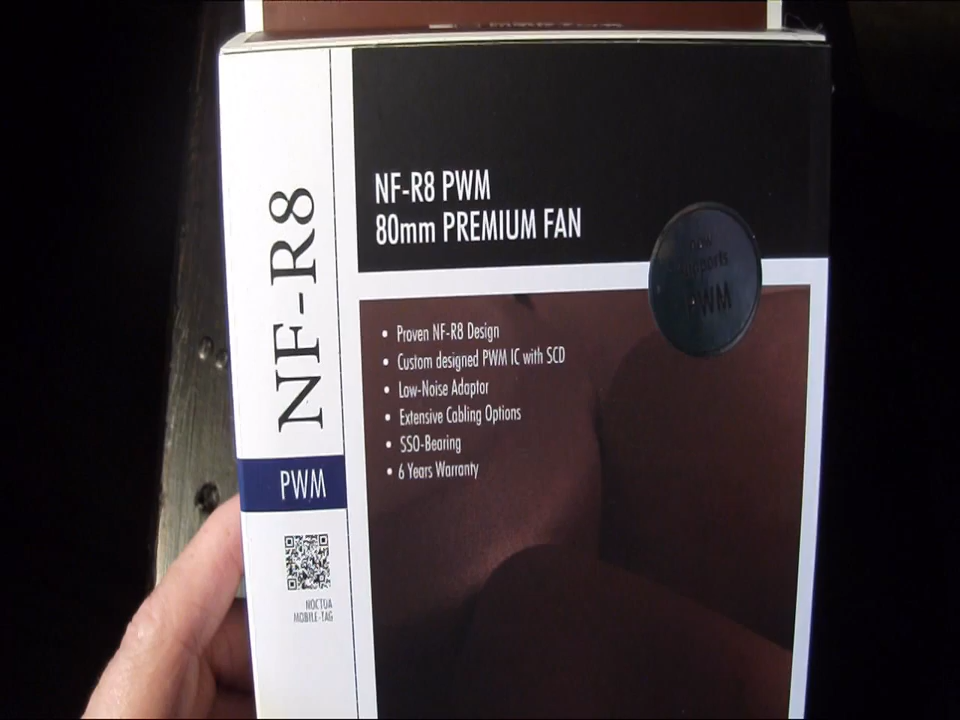 NF-R8
PWM
NOCTUA
MOBILE-TAG
NF-R8 PWM
80mm PREMIUM FAN
supports
PWM
• Proven NF-R8 Design
• Custom designed PWM IC with SCD
• Low-Noise Adaptor
• Extensive Cabling Options
• SSO-Bearing
• 6 Years Warranty